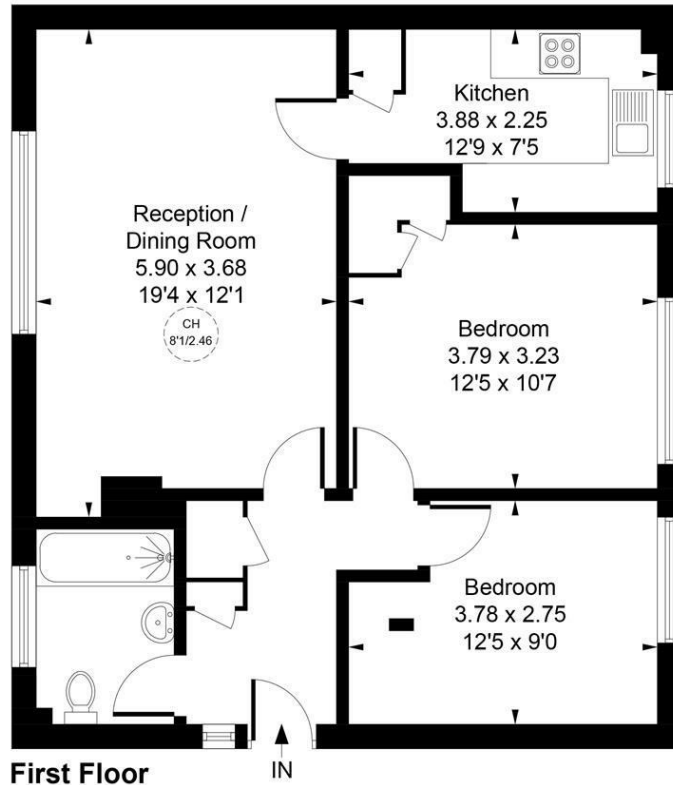 Kitchen
3.88 x 2.25
12'9 x 7'5
Reception /
Dining Room
5.90 x 3.68
19'4 x 12'1
CH
8'1/2.46
Bedroom
3.79 x 3.23
12'5 x 10'7
Bedroom
3.78 x 2.75
12'5 x 9'0
First Floor
IN